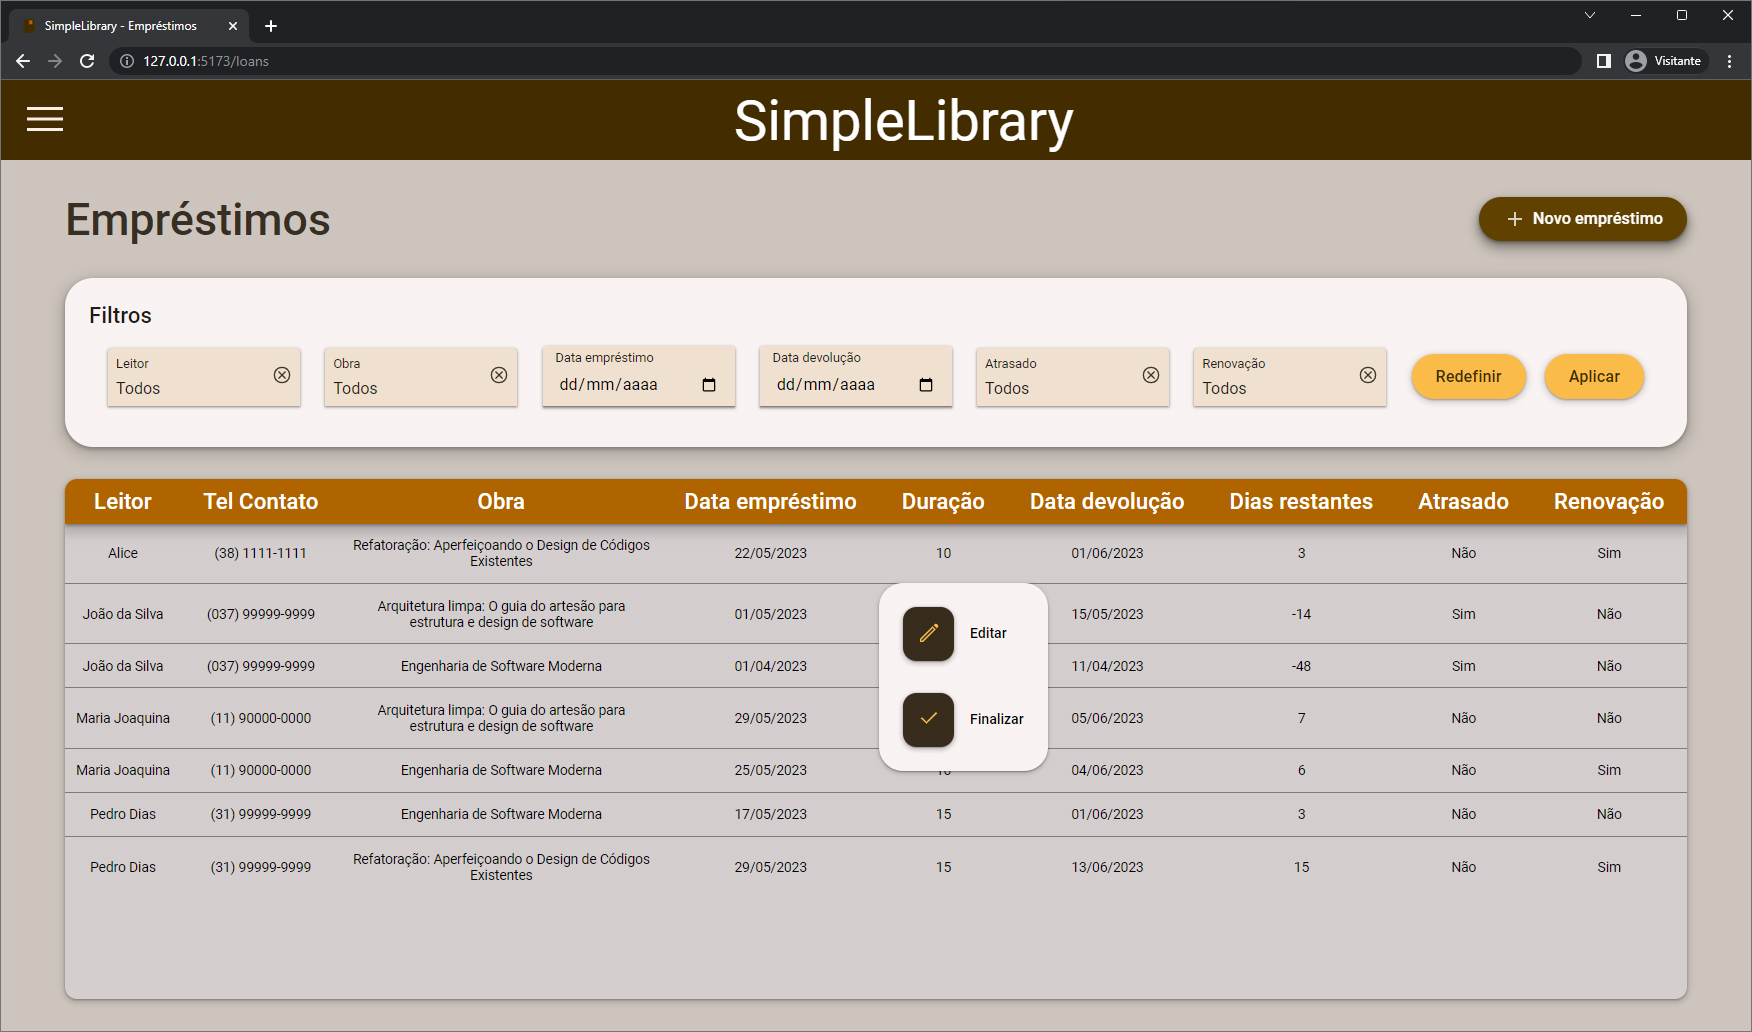 SimpleLibrary - Empréstimos
127.0.0.1:5173/loans
Visitante
SimpleLibrary
Empréstimos
Novo empréstimo
Filtros
Leitor
Todos
Obra
Todos
Data empréstimo
dd/mm/aaaa
Data devolução
dd/mm/aaaa
Atrasado
Todos
Renovação
Todos
Redefinir
Aplicar
Leitor Tel Contato Obra Data empréstimo Duração Data devolução Dias restantes Atrasado Renovação
Alice (38) 1111-1111 Refatoração: Aperfeiçoando o Design de Códigos
Existentes 22/05/2023 10 01/06/2023 3 Não Sim
João da Silva (037) 99999-9999 Arquitetura limpa: O guia do artesão para
estrutura e design de software 01/05/2023 15/05/2023 -14 Sim Não
João da Silva (037) 99999-9999 Engenharia de Software Moderna 01/04/2023 11/04/2023 -48 Sim Não
Maria Joaquina (11) 90000-0000 Arquitetura limpa: O guia do artesão para
estrutura e design de software 29/05/2023 05/06/2023 7 Não Não
Maria Joaquina (11) 90000-0000 Engenharia de Software Moderna 25/05/2023 04/06/2023 6 Não Sim
Pedro Dias (31) 99999-9999 Engenharia de Software Moderna 17/05/2023 15 01/06/2023 3 Não Não
Pedro Dias (31) 99999-9999 Refatoração: Aperfeiçoando o Design de Códigos
Existentes 29/05/2023 15 13/06/2023 15 Não Sim
Editar
Finalizar